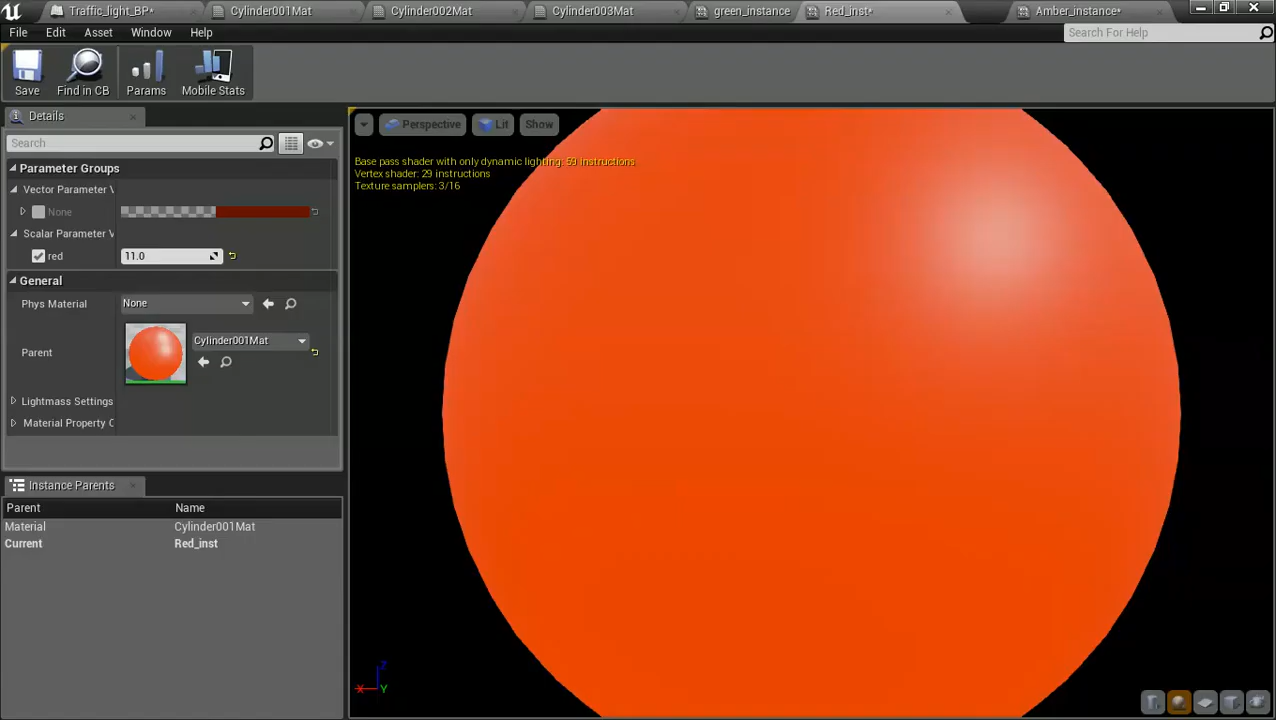 Traffic_light_BP*
Cylinder001Mat
Cylinder002Mat
Cylinder003Mat
green_instance
Red_inst*
Amber_instance*
File
Edit
Asset
Window
Help
Search For Help
Save
Find in CB
Params
Mobile Stats
Details
Search
Parameter Groups
Vector Parameter V
None
Scalar Parameter V
red
11.0
General
Phys Material
None
Parent
Cylinder001Mat
Lightmass Settings
Material Property C
Instance Parents
Parent Name
Material Cylinder001Mat
Current Red_inst
Perspective
Lit
Show
Base pass shader with only dynamic lighting: 59 instructions
Vertex shader: 29 instructions
Texture samplers: 3/16
Z
X
Y